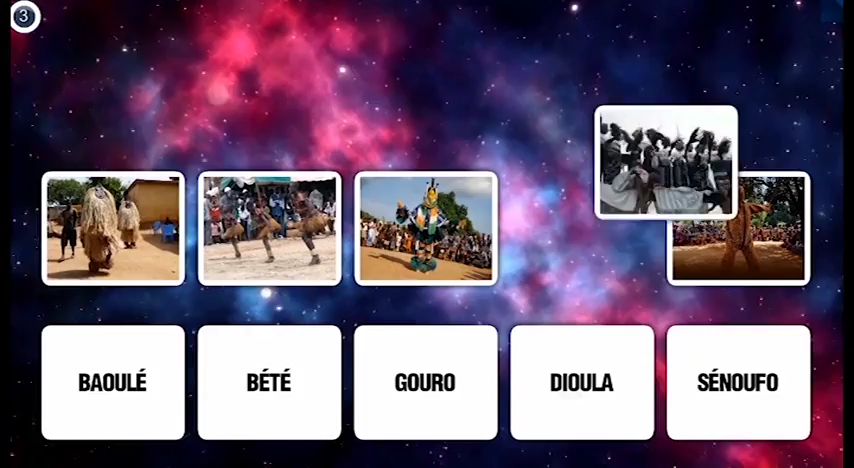 3
BAOULÉ
BÉTÉ
GOURO
DIOULA
SÉNOUFO